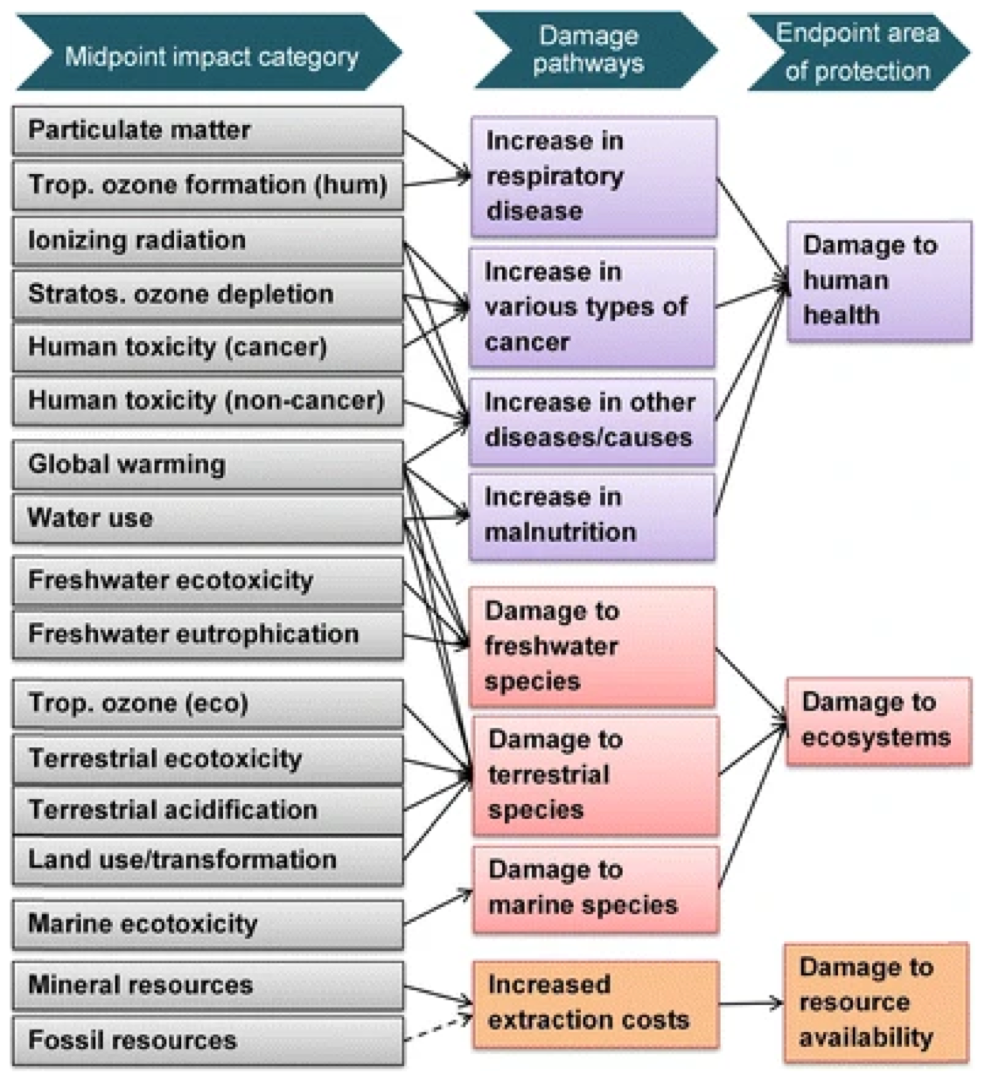 Midpoint impact category
Damage
pathways
Endpoint area
of protection
Particulate matter
Trop. ozone formation (hum)
Ionizing radiation
Stratos. ozone depletion
Human toxicity (cancer)
Human toxicity (non-cancer)
Global warming
Water use
Freshwater ecotoxicity
Freshwater eutrophication
Trop. ozone (eco)
Terrestrial ecotoxicity
Terrestrial acidification
Land use/transformation
Marine ecotoxicity
Mineral resources
Fossil resources
Increase in
respiratory
disease
Increase in
various types of
cancer
Increase in other
diseases/causes
Increase in
malnutrition
Damage to
freshwater
species
Damage to
terrestrial
species
Damage to
marine species
Increased
extraction costs
Damage to
human
health
Damage to
ecosystems
Damage to
resource
availability